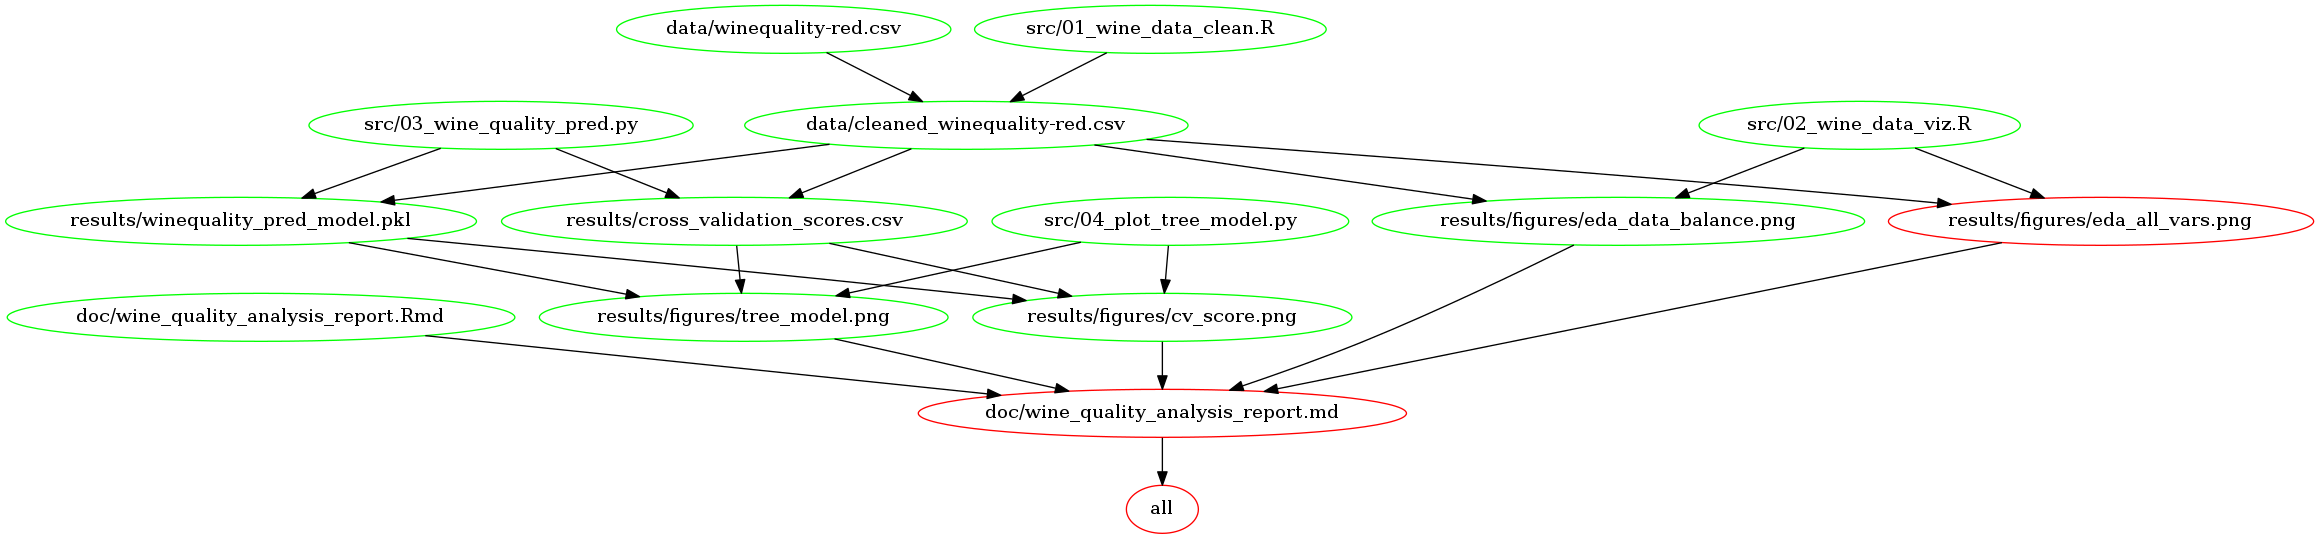 data/winequality-red.csv
src/01_wine_data_clean.R
src/03_wine_quality_pred.py
data/cleaned_winequality-red.csv
src/02_wine_data_viz.R
results/winequality_pred_model.pkl
results/cross_validation_scores.csv
src/04_plot_tree_model.py
results/figures/eda_data_balance.png
results/figures/eda_all_vars.png
doc/wine_quality_analysis_report.Rmd
results/figures/tree_model.png
results/figures/cv_score.png
doc/wine_quality_analysis_report.md
all